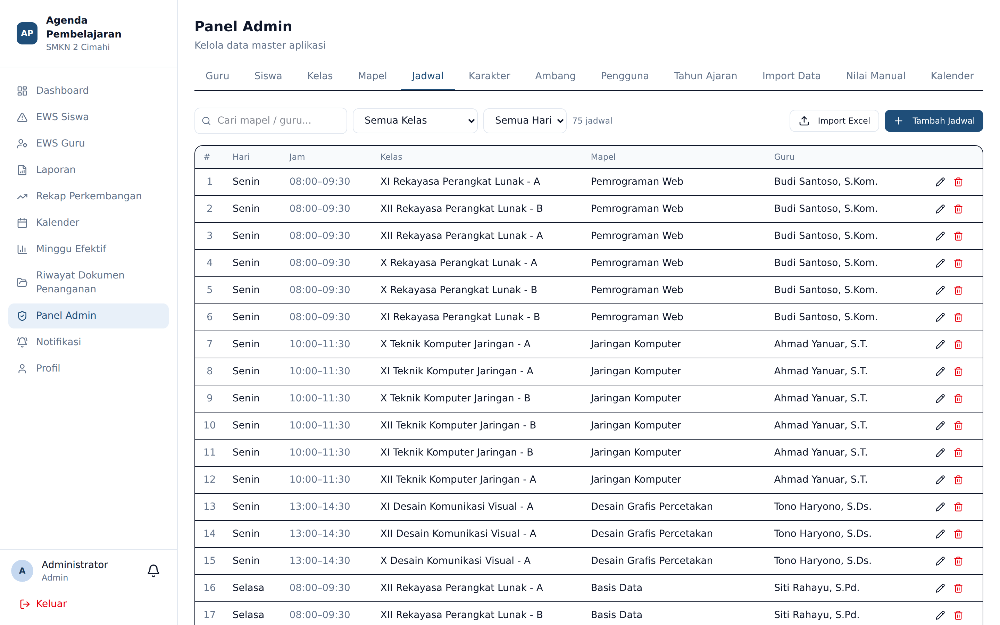 AP
Agenda
Pembelajaran
SMKN 2 Cimahi
Dashboard
EWS Siswa
EWS Guru
Laporan
Rekap Perkembangan
Kalender
Minggu Efektif
Riwayat Dokumen
Penanganan
Panel Admin
Notifikasi
Profil
A
Administrator
Admin
Keluar
Panel Admin
Kelola data master aplikasi
Guru Siswa Kelas Mapel Jadwal Karakter Ambang Pengguna Tahun Ajaran Import Data Nilai Manual Kalender
Cari mapel / guru... Semua Kelas Semua Hari 75 jadwal Import Excel Tambah Jadwal
# Hari Jam Kelas Mapel Guru
1 Senin 08:00–09:30 XI Rekayasa Perangkat Lunak - A Pemrograman Web Budi Santoso, S.Kom.
2 Senin 08:00–09:30 XII Rekayasa Perangkat Lunak - B Pemrograman Web Budi Santoso, S.Kom.
3 Senin 08:00–09:30 XII Rekayasa Perangkat Lunak - A Pemrograman Web Budi Santoso, S.Kom.
4 Senin 08:00–09:30 X Rekayasa Perangkat Lunak - A Pemrograman Web Budi Santoso, S.Kom.
5 Senin 08:00–09:30 X Rekayasa Perangkat Lunak - B Pemrograman Web Budi Santoso, S.Kom.
6 Senin 08:00–09:30 XI Rekayasa Perangkat Lunak - B Pemrograman Web Budi Santoso, S.Kom.
7 Senin 10:00–11:30 X Teknik Komputer Jaringan - A Jaringan Komputer Ahmad Yanuar, S.T.
8 Senin 10:00–11:30 XI Teknik Komputer Jaringan - A Jaringan Komputer Ahmad Yanuar, S.T.
9 Senin 10:00–11:30 X Teknik Komputer Jaringan - B Jaringan Komputer Ahmad Yanuar, S.T.
10 Senin 10:00–11:30 XII Teknik Komputer Jaringan - B Jaringan Komputer Ahmad Yanuar, S.T.
11 Senin 10:00–11:30 XI Teknik Komputer Jaringan - B Jaringan Komputer Ahmad Yanuar, S.T.
12 Senin 10:00–11:30 XII Teknik Komputer Jaringan - A Jaringan Komputer Ahmad Yanuar, S.T.
13 Senin 13:00–14:30 XI Desain Komunikasi Visual - A Desain Grafis Percetakan Tono Haryono, S.Ds.
14 Senin 13:00–14:30 XII Desain Komunikasi Visual - A Desain Grafis Percetakan Tono Haryono, S.Ds.
15 Senin 13:00–14:30 X Desain Komunikasi Visual - A Desain Grafis Percetakan Tono Haryono, S.Ds.
16 Selasa 08:00–09:30 XII Rekayasa Perangkat Lunak - A Basis Data Siti Rahayu, S.Pd.
17 Selasa 08:00–09:30 XII Rekayasa Perangkat Lunak - B Basis Data Siti Rahayu, S.Pd.